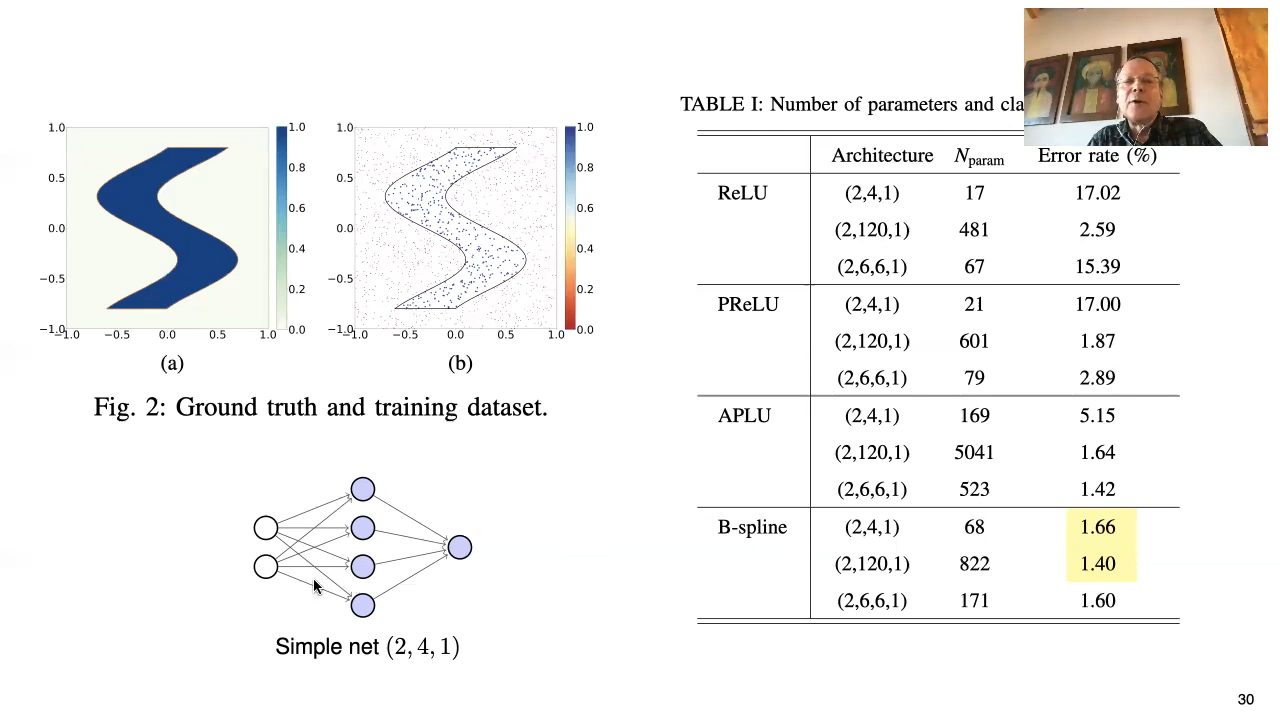 1.0
0.5
0.0
−0.5
−1.0
−1.0 −0.5 0.0 0.5 1.0
1.0
0.8
0.6
0.4
0.2
0.0
(a)
1.0
0.5
0.0
−0.5
−1.0
−1.0 −0.5 0.0 0.5 1.0
1.0
0.8
0.6
0.4
0.2
0.0
(b)
Fig. 2: Ground truth and training dataset.
Simple net (2, 4, 1)
TABLE I: Number of parameters and cla
Architecture Nparam Error rate (%)
ReLU (2,4,1) 17 17.02
(2,120,1) 481 2.59
(2,6,6,1) 67 15.39
PReLU (2,4,1) 21 17.00
(2,120,1) 601 1.87
(2,6,6,1) 79 2.89
APLU (2,4,1) 169 5.15
(2,120,1) 5041 1.64
(2,6,6,1) 523 1.42
B-spline (2,4,1) 68 1.66
(2,120,1) 822 1.40
(2,6,6,1) 171 1.60
30